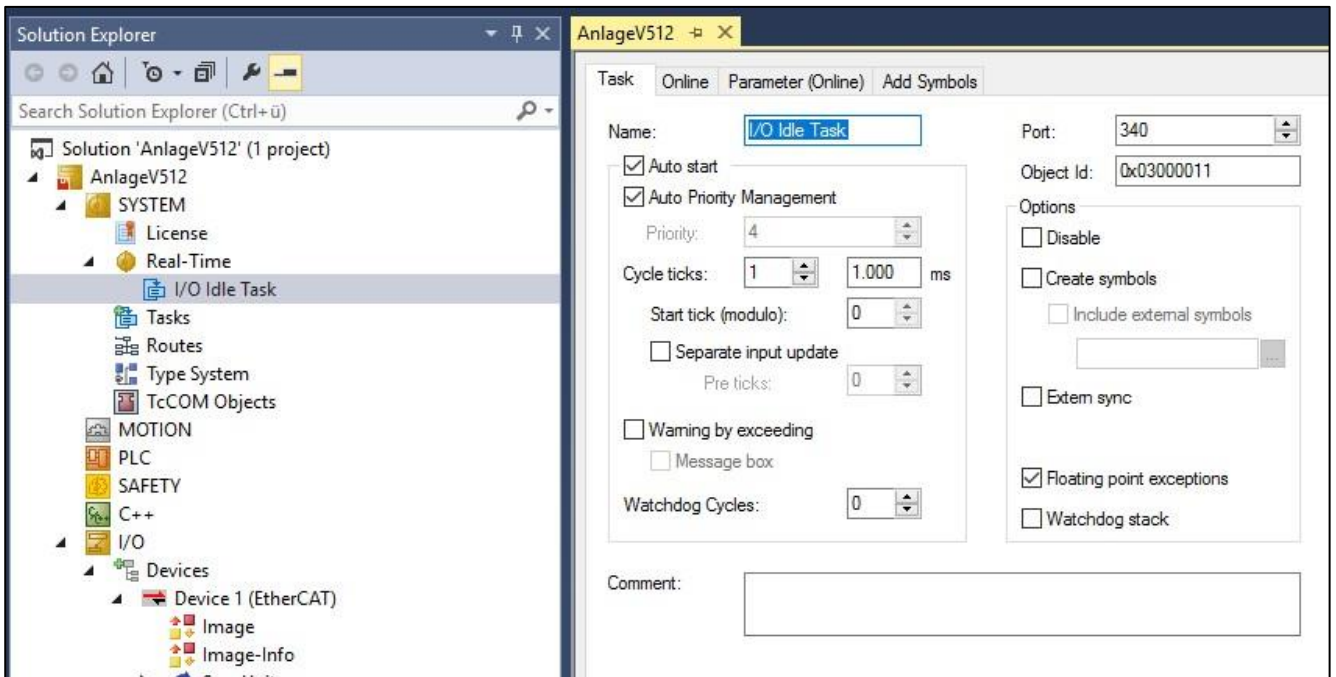 Solution Explorer
Search Solution Explorer (Ctrl+ü)
Solution 'AnlageV512' (1 project)
AnlageV512
SYSTEM
License
Real-Time
I/O Idle Task
Tasks
Routes
Type System
TcCOM Objects
MOTION
PLC
SAFETY
C++
I/O
Devices
Device 1 (EtherCAT)
Image
Image-Info
AnlageV512
Task Online Parameter (Online) Add Symbols
Name: I/O Idle Task
Auto start
Auto Priority Management
Priority: 4
Cycle ticks: 1 1.000 ms
Start tick (modulo): 0
Separate input update
Pre ticks: 0
Warning by exceeding
Message box
Watchdog Cycles: 0
Port: 340
Object Id: 0x03000011
Options
Disable
Create symbols
Include external symbols
...
Extern sync
Floating point exceptions
Watchdog stack
Comment: